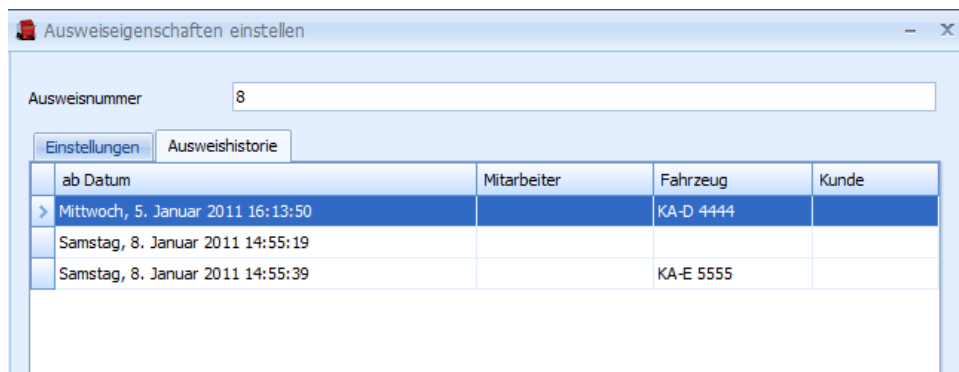 Ausweiseigenschaften einstellen
Ausweisnummer 8
Einstellungen Ausweishistorie
ab Datum Mitarbeiter Fahrzeug Kunde
Mittwoch, 5. Januar 2011 16:13:50 KA-D 4444
Samstag, 8. Januar 2011 14:55:19
Samstag, 8. Januar 2011 14:55:39 KA-E 5555